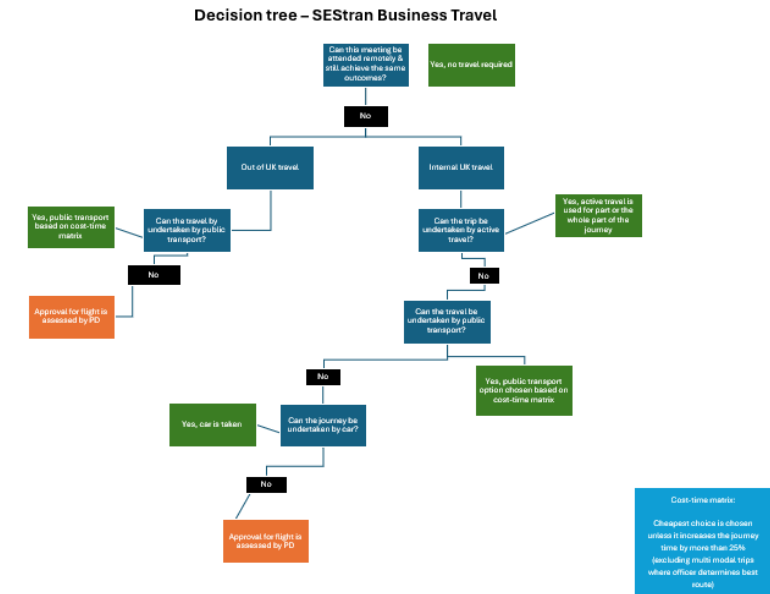 Decision tree – SEStran Business Travel
Can this meeting be
attended remotely &
still achieve the same
outcomes?
Yes, no travel required
No
Out of UK travel
Internal UK travel
Yes, public transport
based on cost-time
matrix
Can the travel by
undertaken by public
transport?
Can the trip be
undertaken by active
travel?
Yes, active travel is
used for part or the
whole part of the
journey
No
No
Approval for flight is
assessed by PD
Can the travel be
undertaken by public
transport?
No
Yes, public transport
option chosen based on
cost-time matrix
Yes, car is taken
Can the journey be
undertaken by car?
No
Approval for flight is
assessed by PD
Cost-time matrix:
Cheapest choice is chosen
unless it increases the journey
time by more than 25%
(excluding multi modal trips
where officer determines best
route)